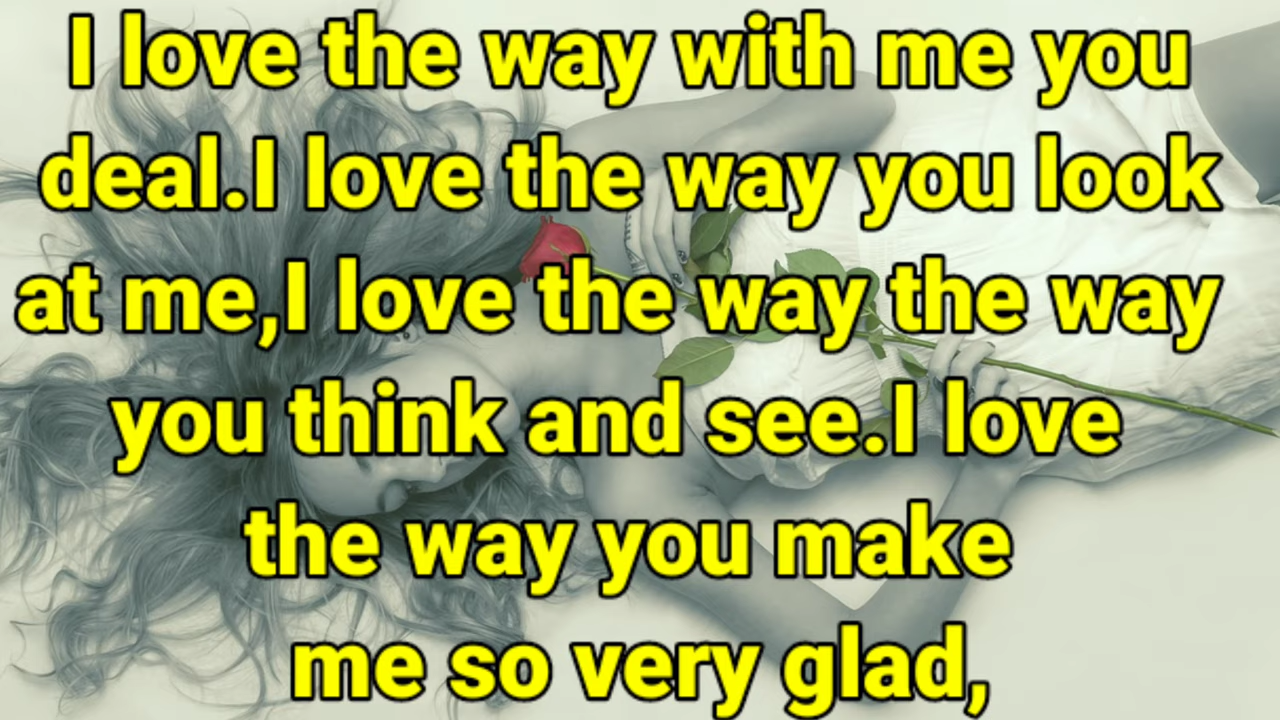 I love the way with me you
deal.I love the way you look
at me,I love the way the way
you think and see.I love
the way you make
me so very glad,